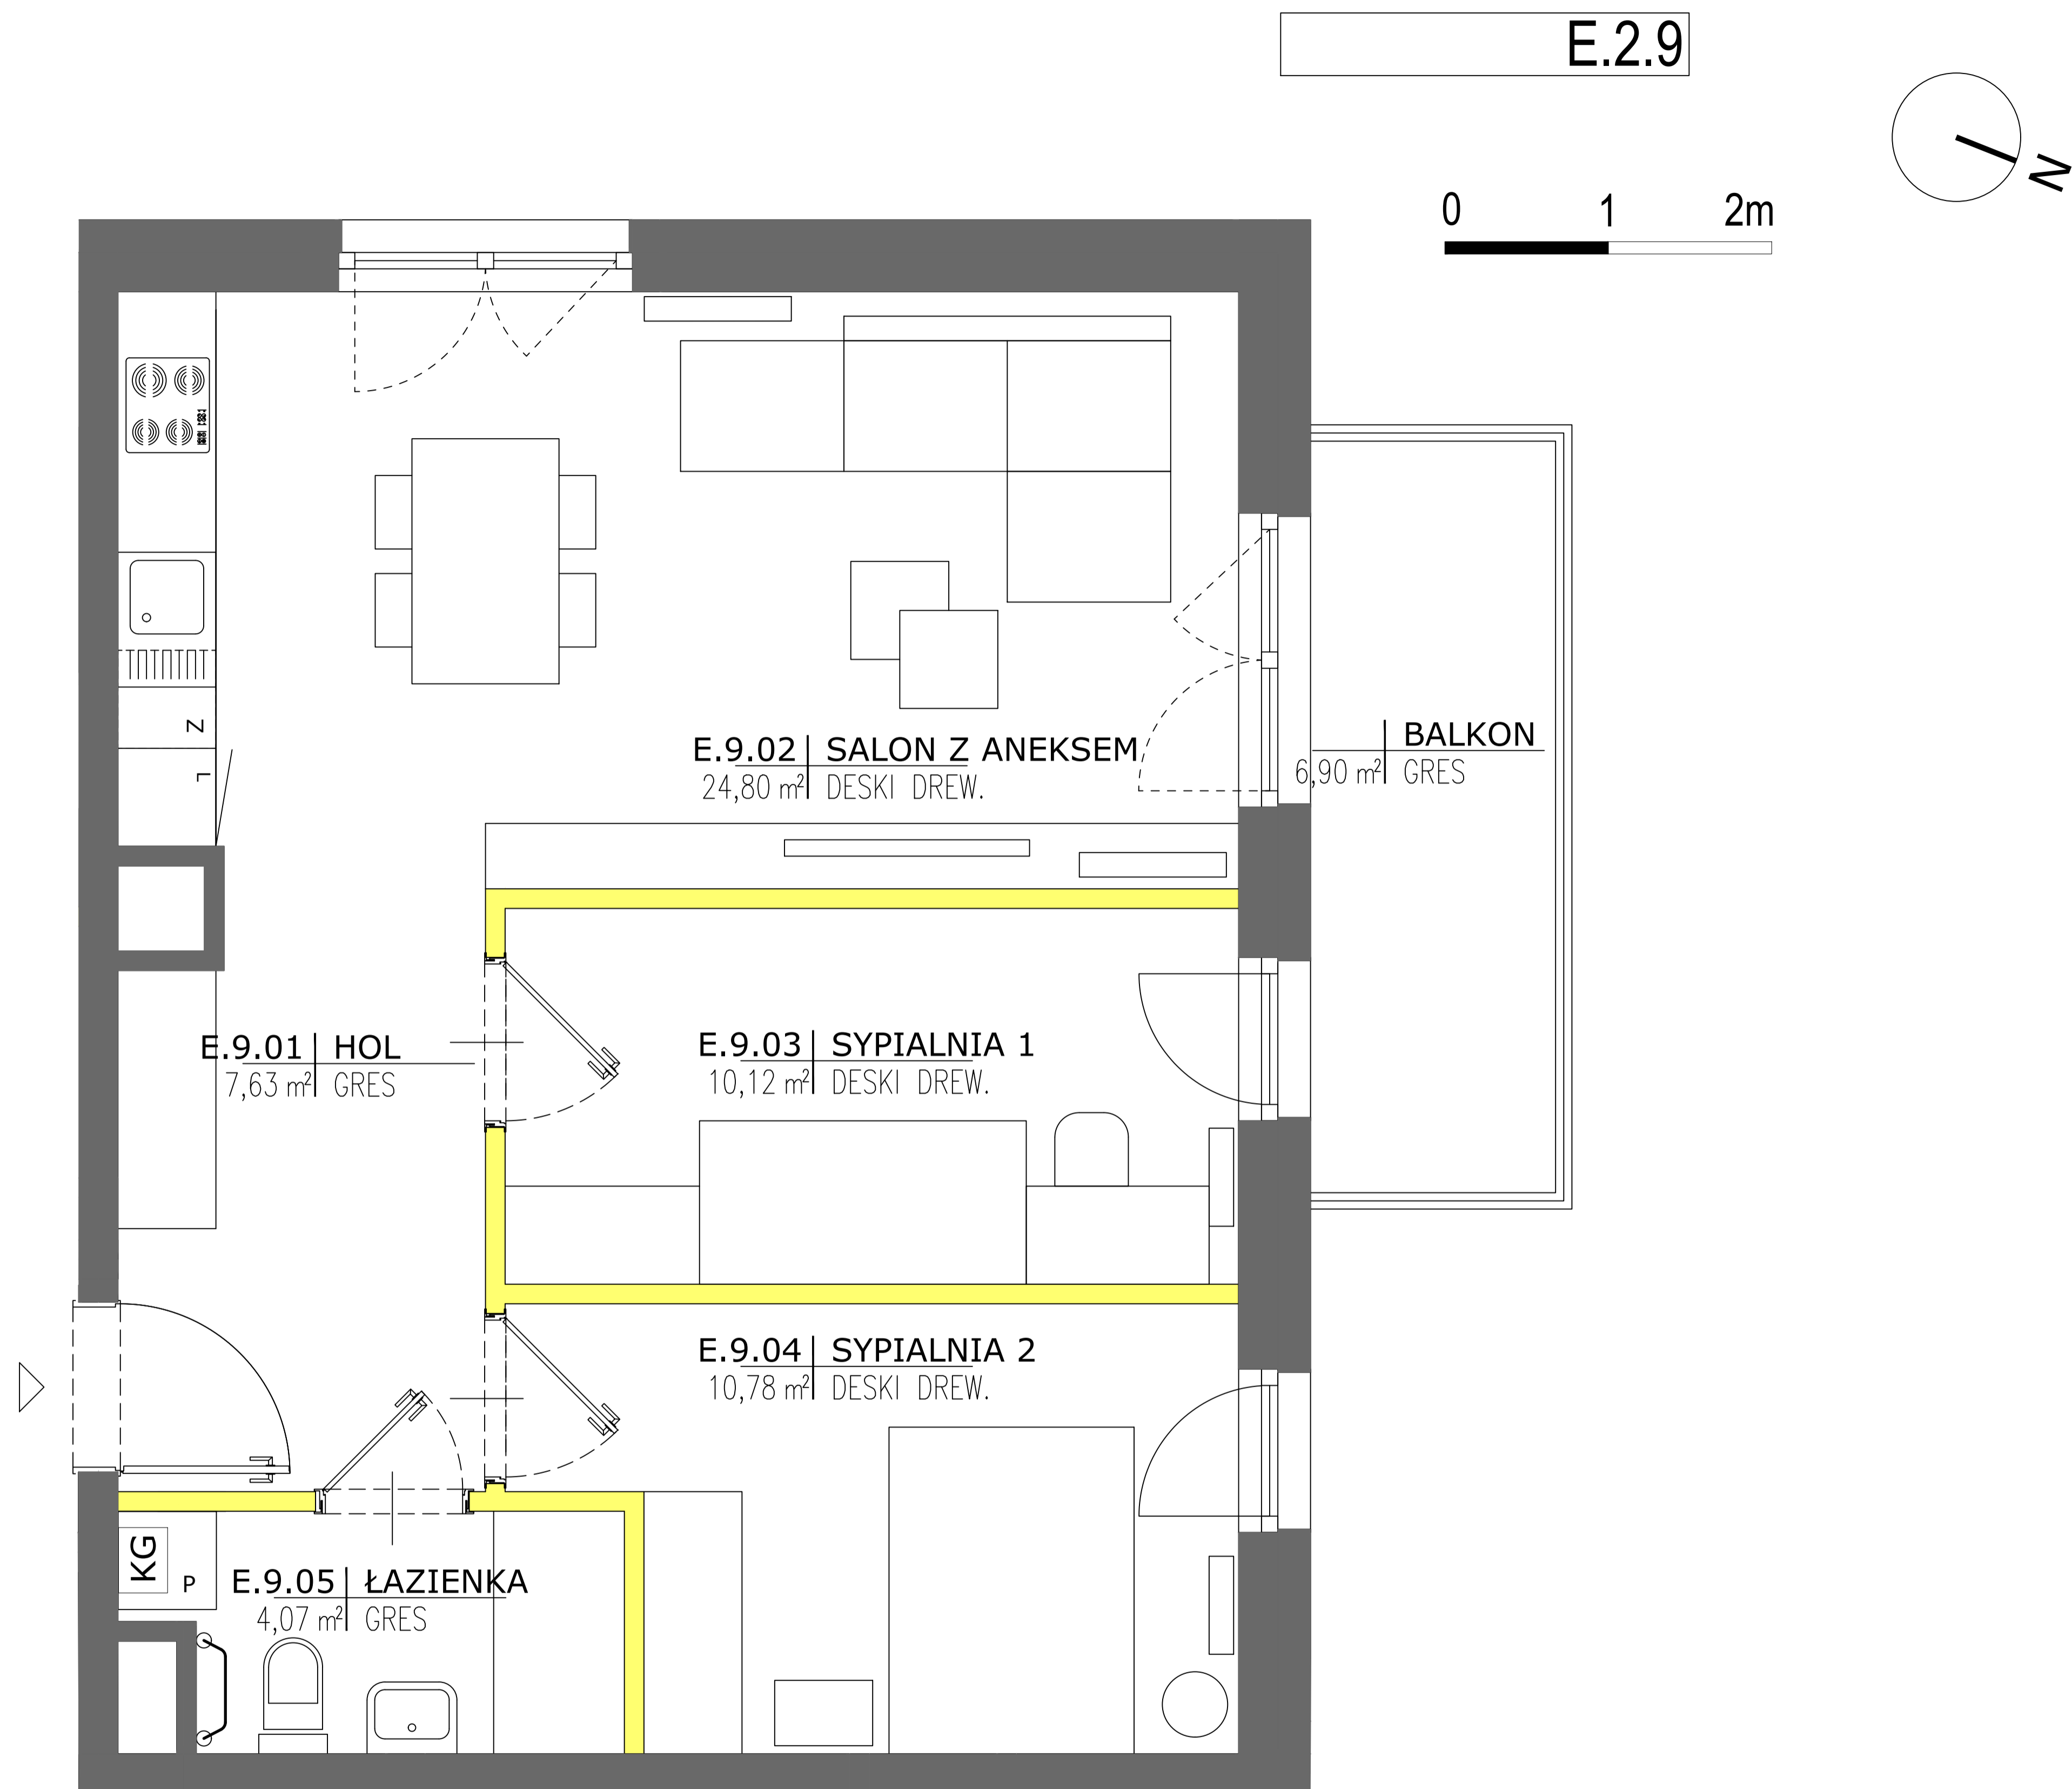 E.2.9
N
0 1 2m
Z
L
E.9.02 SALON Z ANEKSEM
24,80 m² DESKI DREW.
BALKON
6,90 m² GRES
E.9.01 HOL
7,63 m² GRES
E.9.03 SYPIALNIA 1
10,12 m² DESKI DREW.
E.9.04 SYPIALNIA 2
10,78 m² DESKI DREW.
KG
P
E.9.05 ŁAZIENKA
4,07 m² GRES